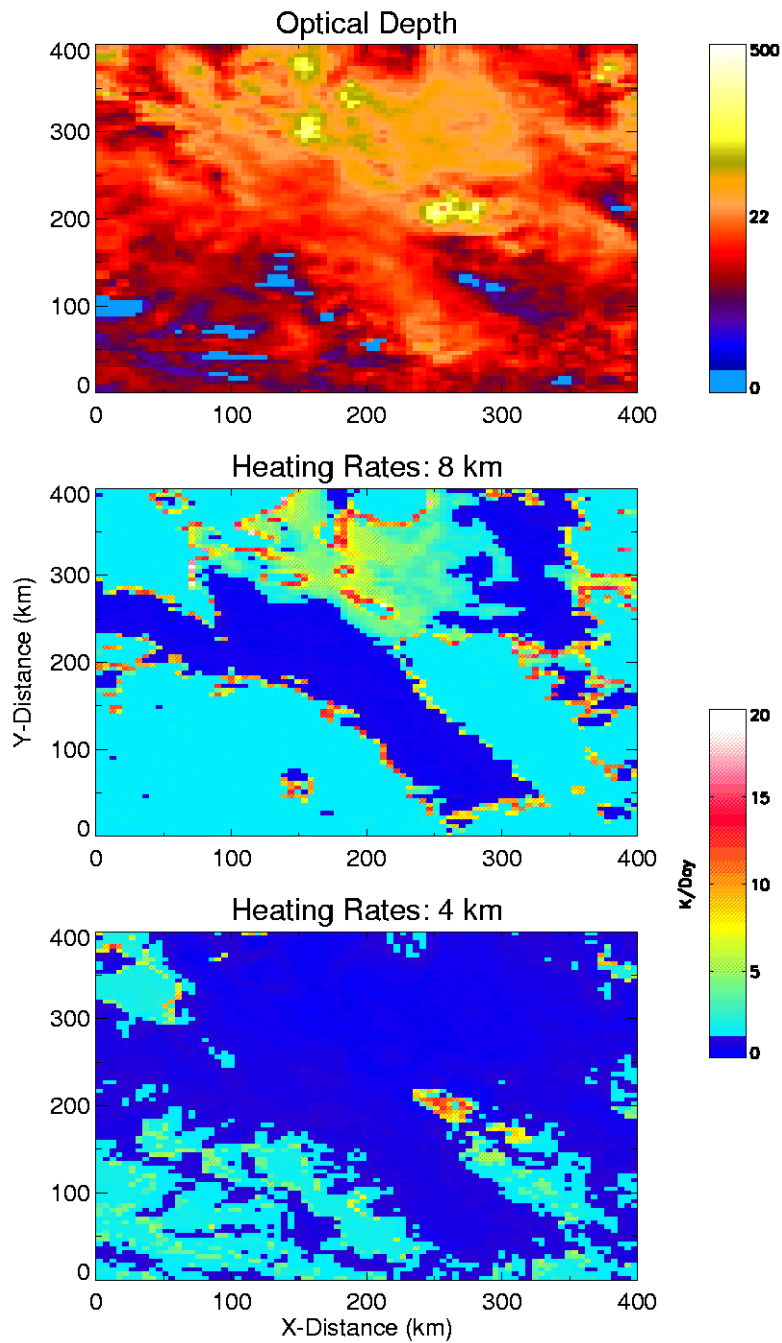 Optical Depth
400
300
200
100
0
0 100 200 300 400
500
22
0
Heating Rates: 8 km
400
300
200
100
0
0 100 200 300 400
Y-Distance (km)
20
15
10
5
0
K/Day
Heating Rates: 4 km
400
300
200
100
0
0 100 200 300 400
X-Distance (km)